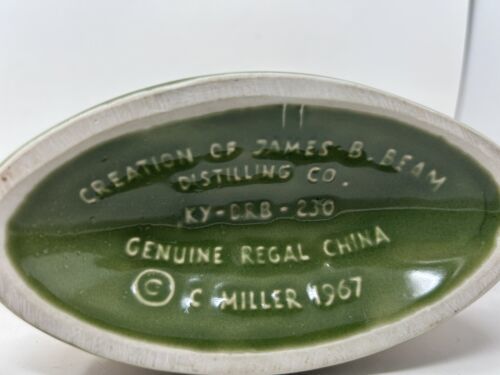 CREATION OF JAMES B. BEAM
DISTILLING CO.
KY-DRB-230
GENUINE REGAL CHINA
© C MILLER 1967